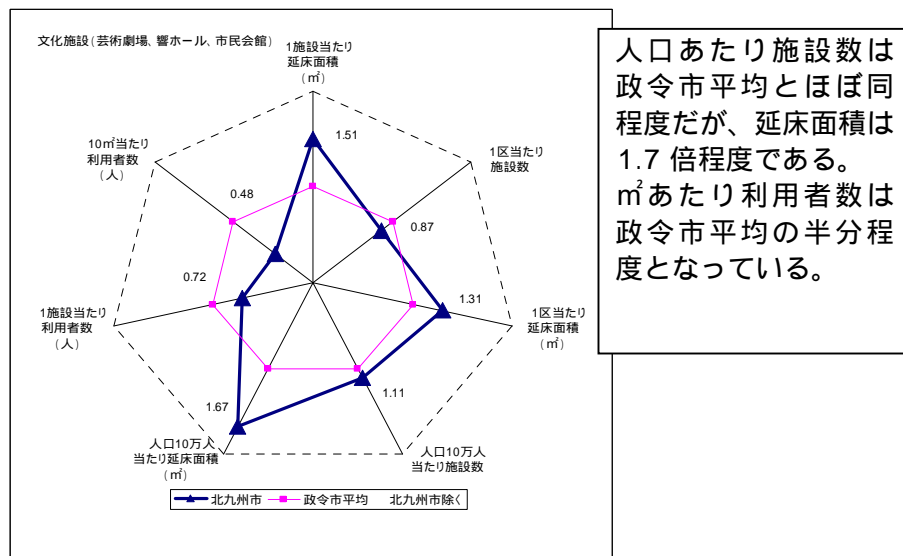 文化施設(芸術劇場、響ホール、市民会館)
1施設当たり
延床面積
(㎡)
1.51
1区当たり
施設数
0.87
1.31
1区当たり
延床面積
(㎡)
1.11
人口10万人
当たり施設数
1.67
人口10万人
当たり延床面積
(㎡)
0.72
1施設当たり
利用者数
(人)
0.48
10㎡当たり
利用者数
(人)
北九州市 政令市平均 北九州市除く
人口あたり施設数は
政令市平均とほぼ同
程度だが、延床面積は
1.7 倍程度である。
㎡あたり利用者数は
政令市平均の半分程
度となっている。